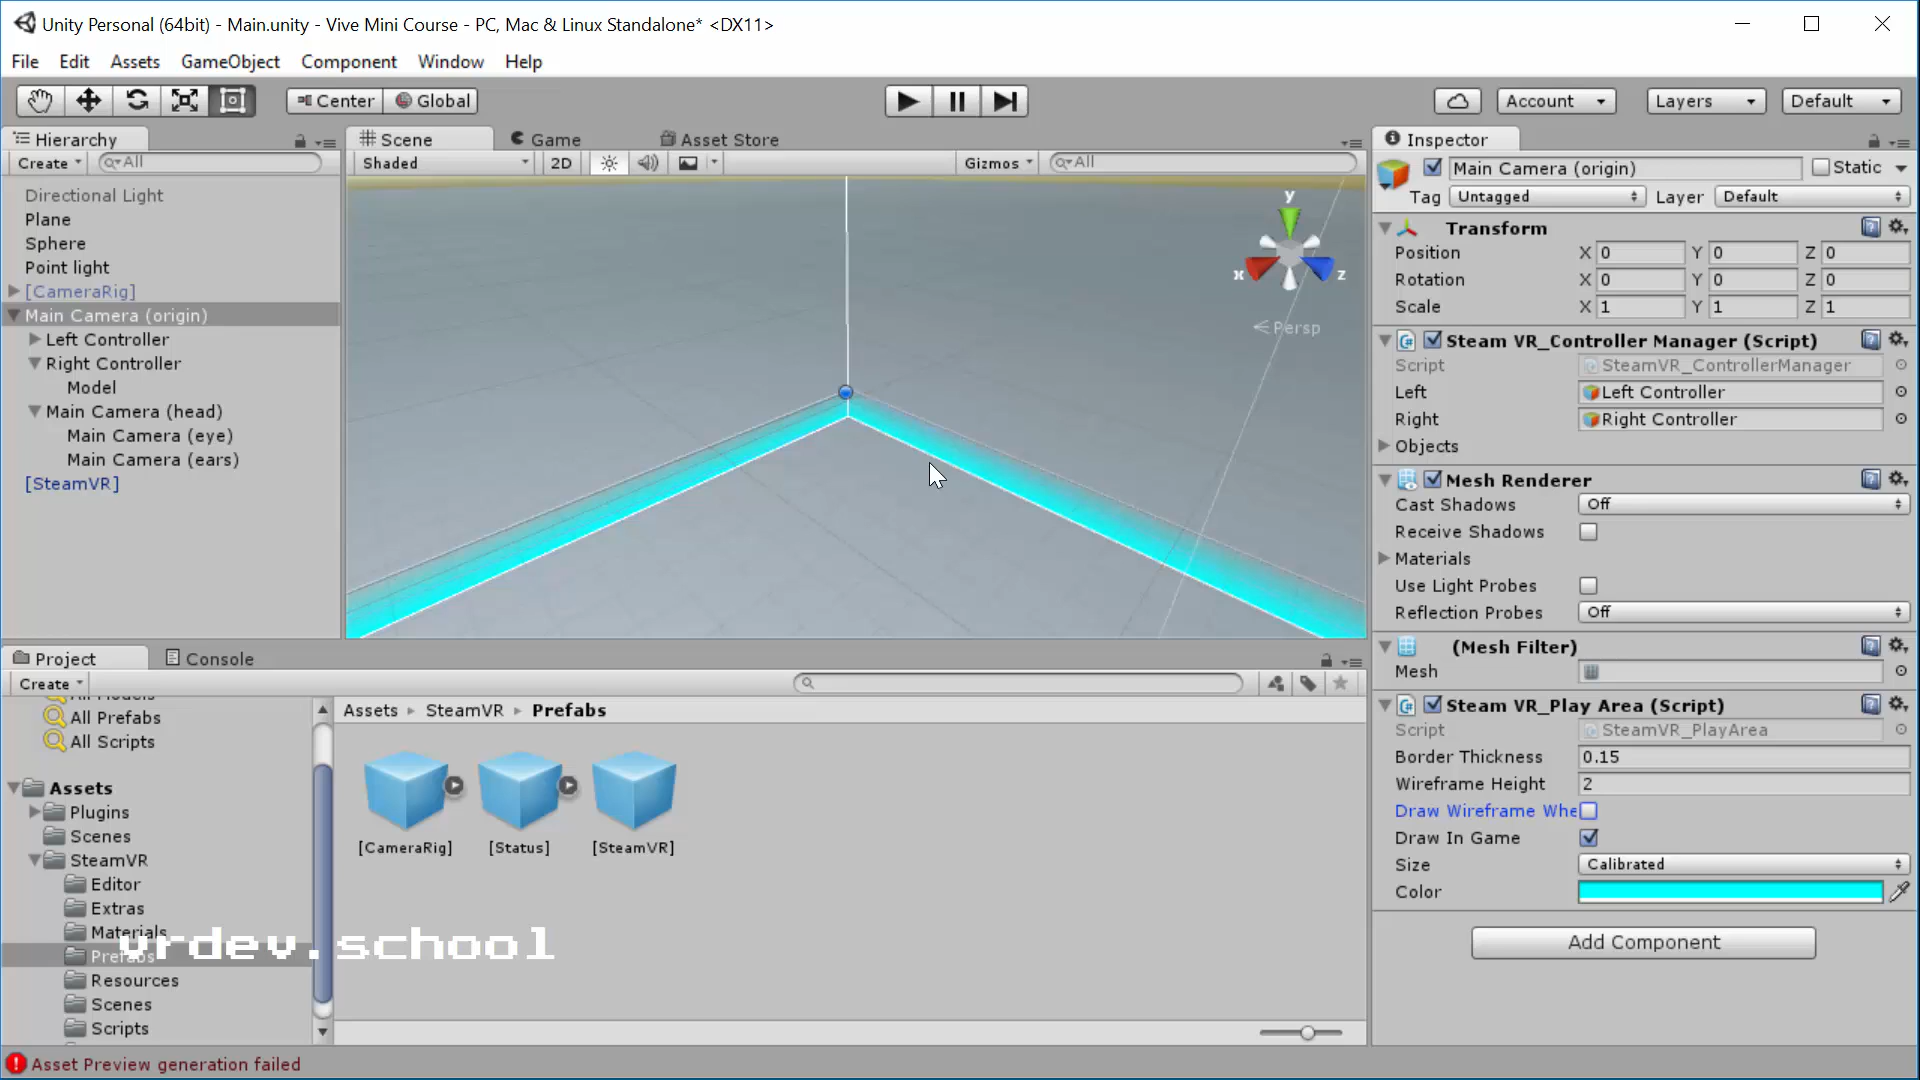 Unity Personal (64bit) - Main.unity - Vive Mini Course - PC, Mac & Linux Standalone* <DX11>
File Edit Assets GameObject Component Window Help
Center Global Account Layers Default
Hierarchy
Create All
Directional Light
Plane
Sphere
Point light
[CameraRig]
Main Camera (origin)
Left Controller
Right Controller
Model
Main Camera (head)
Main Camera (eye)
Main Camera (ears)
[SteamVR]
Scene Game Asset Store
Shaded 2D Gizmos All
y
x z
Persp
Inspector
Main Camera (origin) Static
Tag Untagged Layer Default
Transform
Position X 0 Y 0 Z 0
Rotation X 0 Y 0 Z 0
Scale X 1 Y 1 Z 1
Steam VR_Controller Manager (Script)
Script SteamVR_ControllerManager
Left Left Controller
Right Right Controller
Objects
Mesh Renderer
Cast Shadows Off
Receive Shadows
Materials
Use Light Probes
Reflection Probes Off
(Mesh Filter)
Mesh
Steam VR_Play Area (Script)
Script SteamVR_PlayArea
Border Thickness 0.15
Wireframe Height 2
Draw Wireframe Whe
Draw In Game
Size Calibrated
Color
Add Component
Project Console
Create
All Models
All Prefabs
All Scripts
Assets
Plugins
Scenes
SteamVR
Editor
Extras
Materials
Prefabs
Resources
Scenes
Scripts
Assets SteamVR Prefabs
[CameraRig] [Status] [SteamVR]
vrdev.school
Asset Preview generation failed